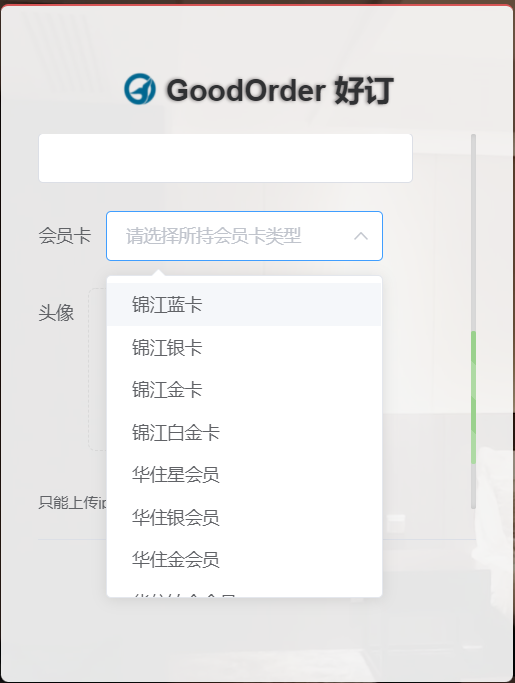 GoodOrder 好订
会员卡 请选择所持会员卡类型
头像
锦江蓝卡
锦江银卡
锦江金卡
锦江白金卡
华住星会员
只能上传jp
华住银会员
华住金会员